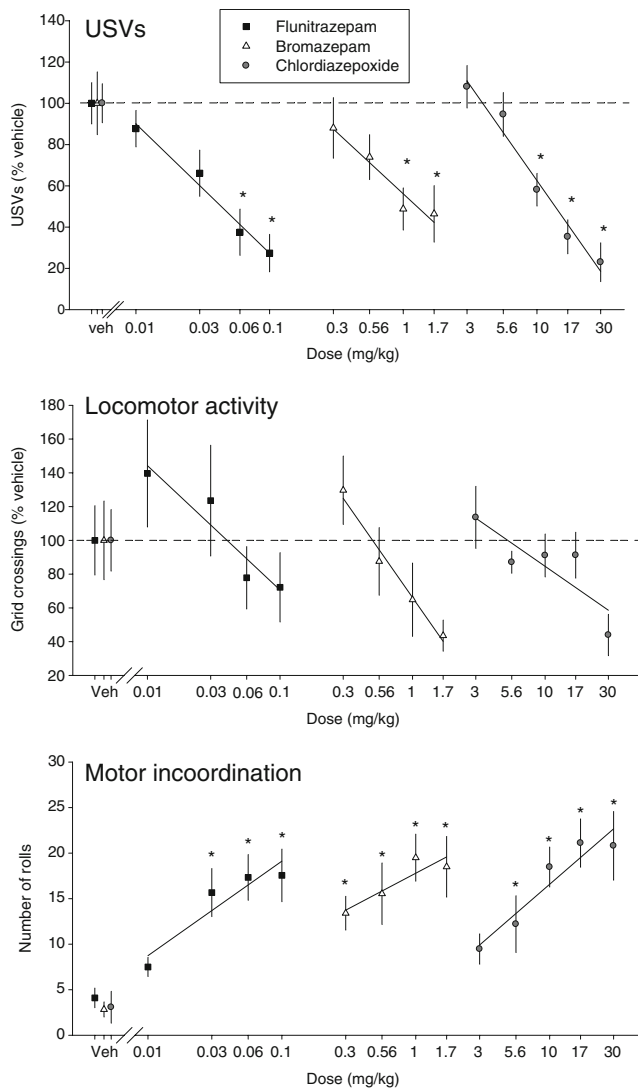 USVs
Flunitrazepam
Bromazepam
Chlordiazepoxide
140
120
100
80
60
40
20
0
USVs (% vehicle)
* * * * * * *
veh 0.01 0.03 0.06 0.1 0.3 0.56 1 1.7 3 5.6 10 17 30
Dose (mg/kg)
Locomotor activity
180
160
140
120
100
80
60
40
20
Grid crossings (% vehicle)
Veh 0.01 0.03 0.06 0.1 0.3 0.56 1 1.7 3 5.6 10 17 30
Dose (mg/kg)
Motor incoordination
30
25
20
15
10
5
0
Number of rolls
* * * * * * * * * * *
Veh 0.01 0.03 0.06 0.1 0.3 0.56 1 1.7 3 5.6 10 17 30
Dose (mg/kg)